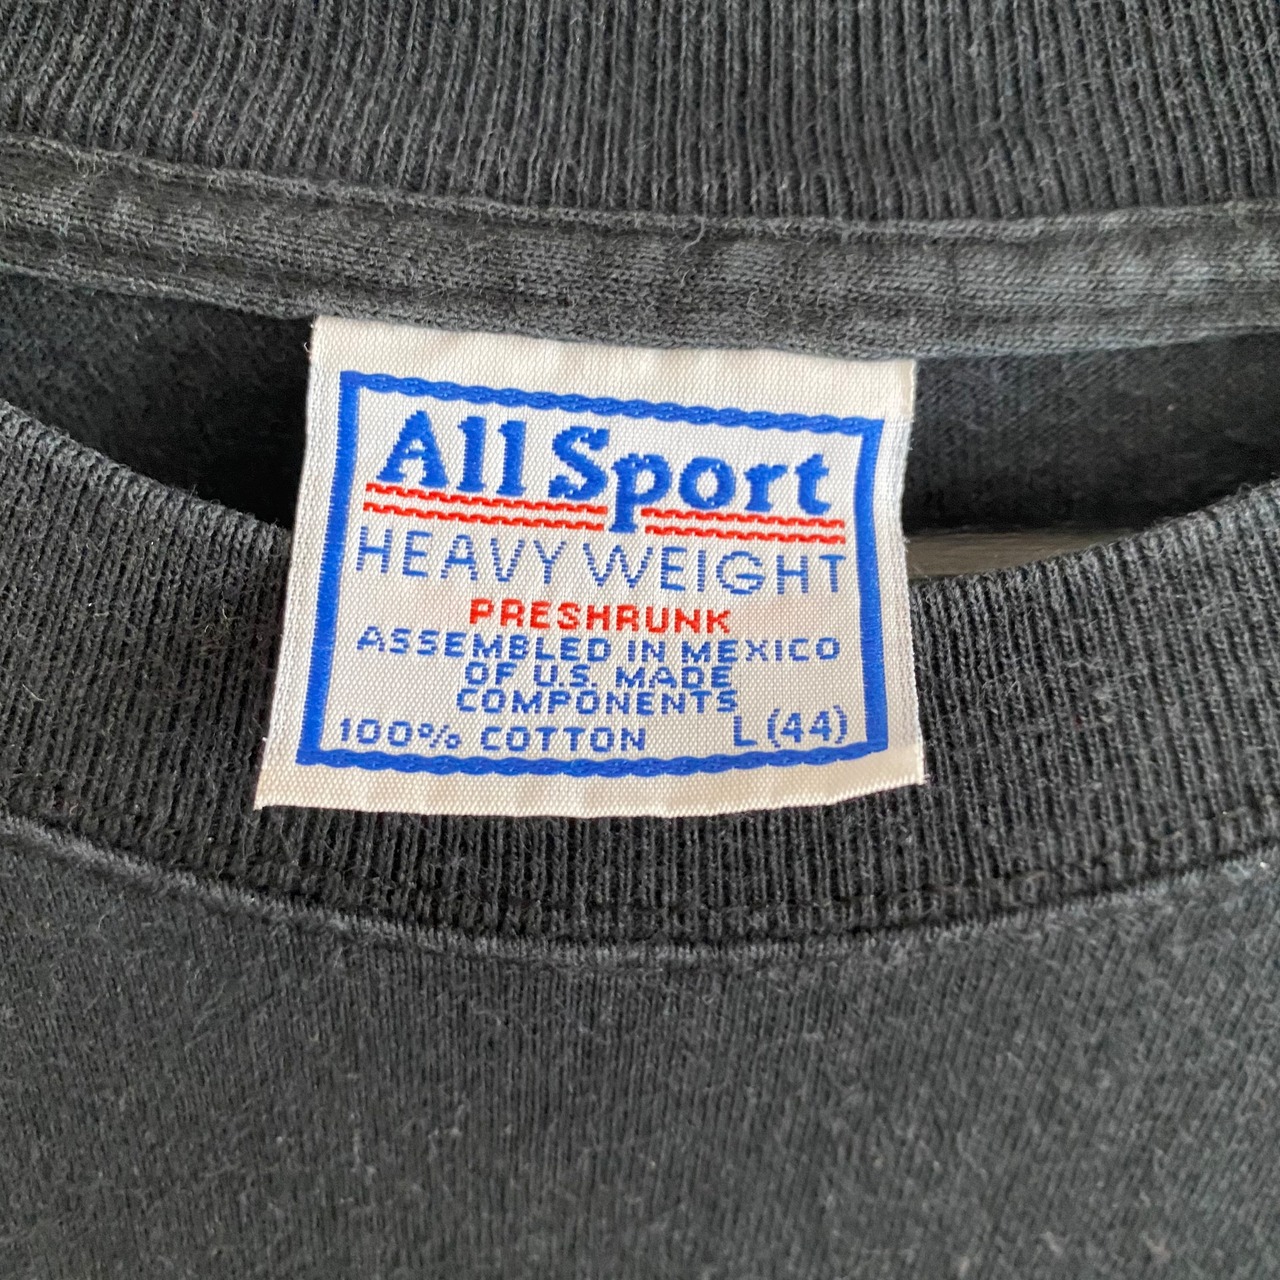 All Sport
HEAVY WEIGHT
PRESHRUNK
ASSEMBLED IN MEXICO
OF U.S. MADE
COMPONENTS
100% COTTON L (44)